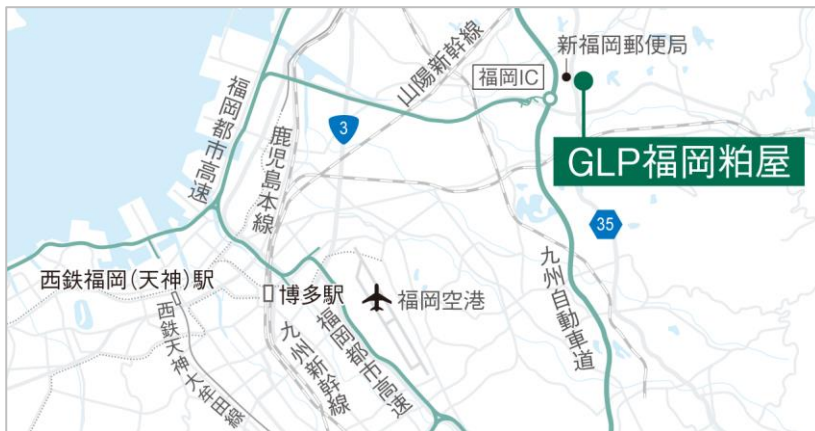 新福岡郵便局
山陽新幹線
福岡IC
福岡都市高速
3
鹿児島本線
GLP福岡粕屋
35
西鉄福岡(天神)駅
博多駅
福岡空港
九州自動車道
西鉄天神大牟田線
九州新幹線
福岡都市高速